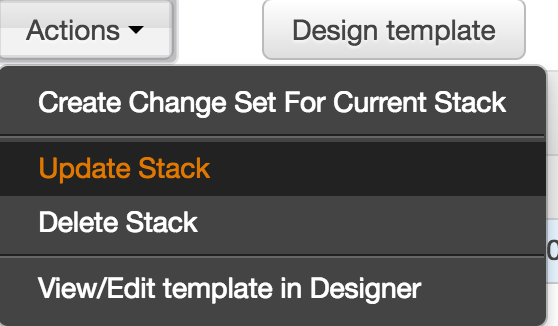 Actions
Design template
Create Change Set For Current Stack
Update Stack
Delete Stack
View/Edit template in Designer